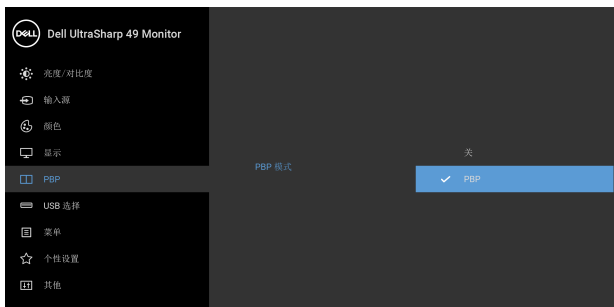 DELL
Dell UltraSharp 49 Monitor
亮度/对比度
输入源
颜色
显示
PBP
USB 选择
菜单
个性设置
其他
PBP 模式
关
PBP